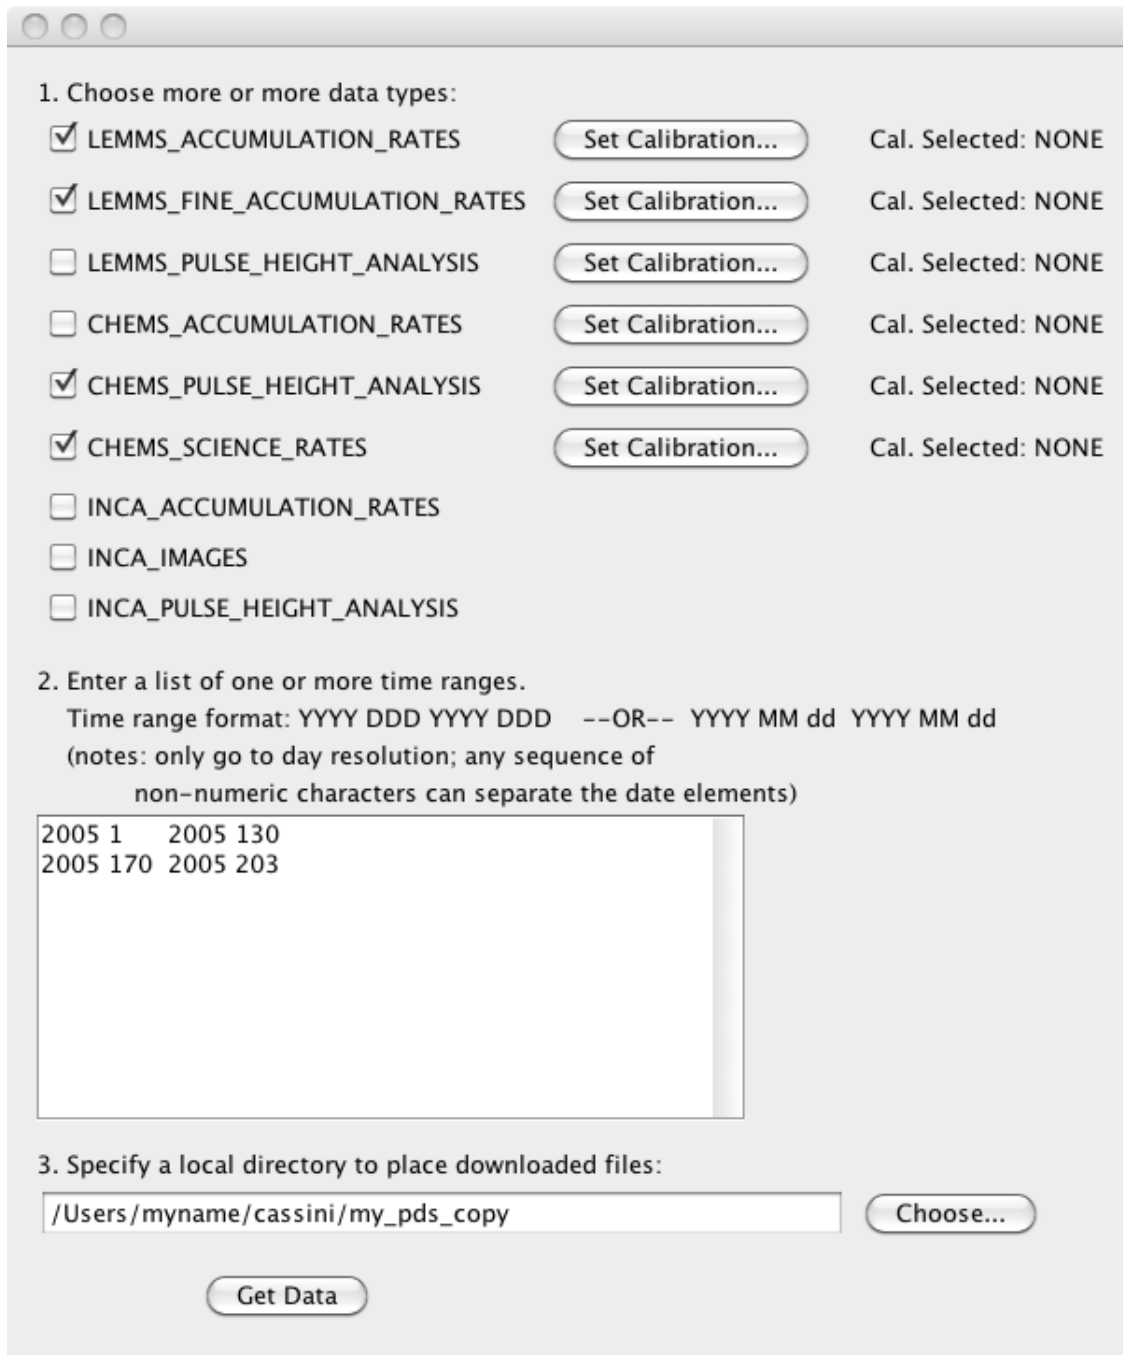 1. Choose more or more data types:
LEMMS_ACCUMULATION_RATES Set Calibration... Cal. Selected: NONE
LEMMS_FINE_ACCUMULATION_RATES Set Calibration... Cal. Selected: NONE
LEMMS_PULSE_HEIGHT_ANALYSIS Set Calibration... Cal. Selected: NONE
CHEMS_ACCUMULATION_RATES Set Calibration... Cal. Selected: NONE
CHEMS_PULSE_HEIGHT_ANALYSIS Set Calibration... Cal. Selected: NONE
CHEMS_SCIENCE_RATES Set Calibration... Cal. Selected: NONE
INCA_ACCUMULATION_RATES
INCA_IMAGES
INCA_PULSE_HEIGHT_ANALYSIS
2. Enter a list of one or more time ranges.
Time range format: YYYY DDD YYYY DDD --OR-- YYYY MM dd YYYY MM dd
(notes: only go to day resolution; any sequence of
non-numeric characters can separate the date elements)
2005 1 2005 130
2005 170 2005 203
3. Specify a local directory to place downloaded files:
/Users/myname/cassini/my_pds_copy Choose...
Get Data